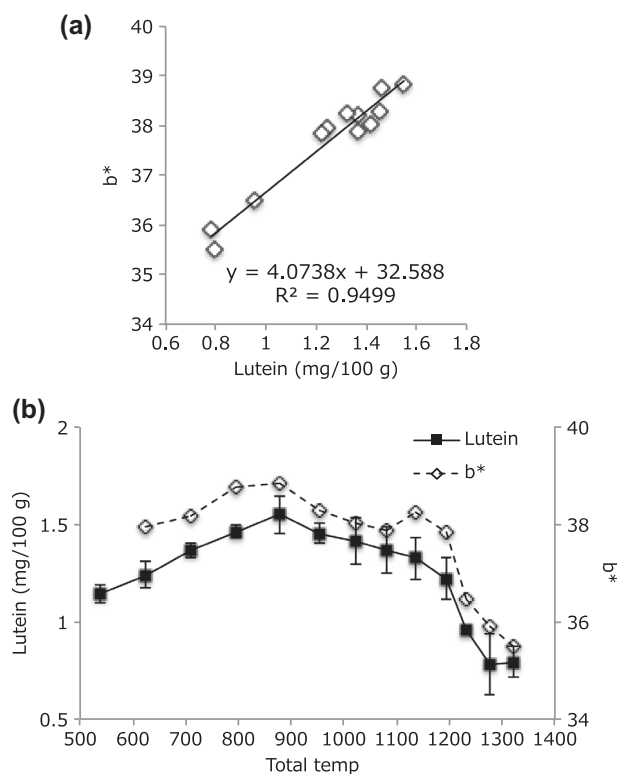 (a)
39
38
37
36
35
34
b*
y = 4.0738x + 32.588
R² = 0.9499
0.6 0.8 1 1.2 1.4 1.6 1.8
Lutein (mg/100 g)
(b)
2
1.5
1
0.5
Lutein (mg/100 g)
Lutein
b*
40
38
36
34
b*
500 600 700 800 900 1000 1100 1200 1300 1400
Total temp